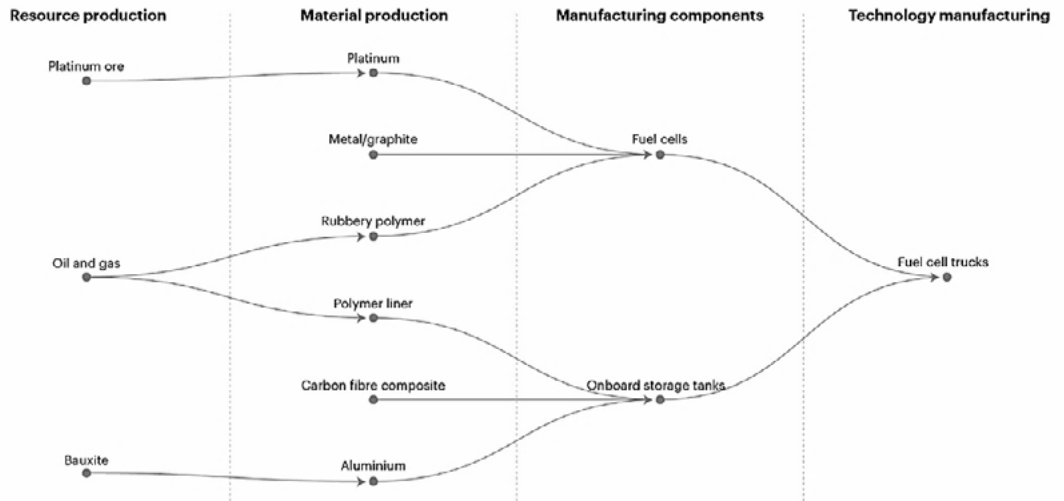 Resource production
Material production
Manufacturing components
Technology manufacturing
Platinum ore
Platinum
Metal/graphite
Fuel cells
Rubbery polymer
Oil and gas
Fuel cell trucks
Polymer liner
Carbon fibre composite
Onboard storage tanks
Bauxite
Aluminium